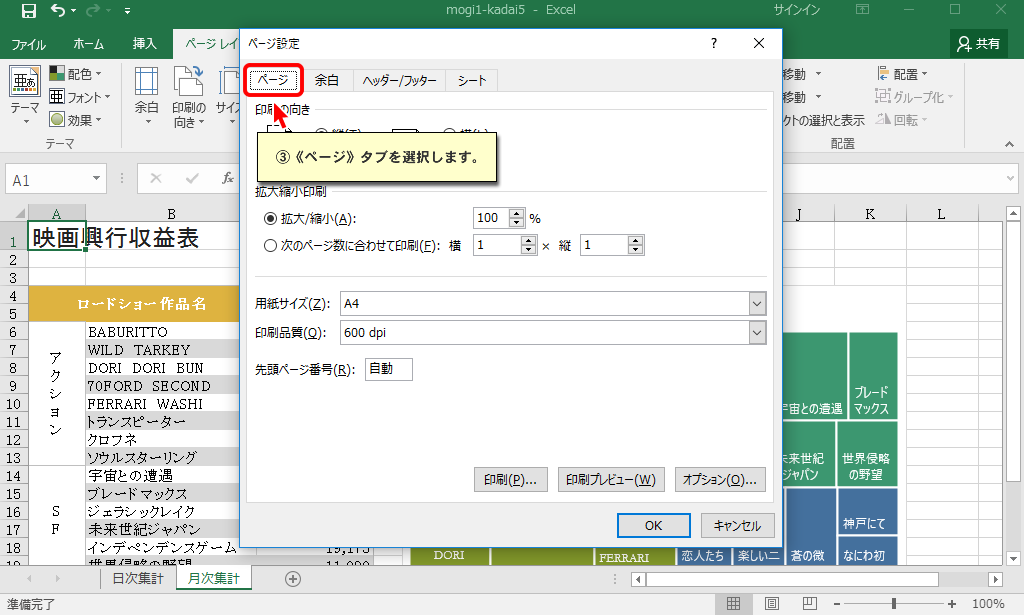 mogi1-kadai5 - Excel
サインイン
ファイル
ホーム
挿入
ページ レイ
共有
亜
テーマ
配色
亜 フォント
効果
テーマ
余白
印刷の
向き
サイズ
移動
移動
クトの選択と表示
配置
グループ化
回転
配置
ページ設定
?
ページ
余白
ヘッダー/フッター
シート
印刷の向き
③《ページ》タブを選択します。
拡大縮小印刷
拡大/縮小(A):
100
%
次のページ数に合わせて印刷(F):
横
1
×
縦
1
用紙サイズ(Z):
A4
印刷品質(Q):
600 dpi
先頭ページ番号(R):
自動
印刷(P)...
印刷プレビュー(W)
オプション(O)...
OK
キャンセル
A1
fx
A B J K L
1 映画興行収益表
2
3
4
ロードショー作品名
5
6 BABURITTO
7 WILD TARKEY
8 DORI DORI BUN
9 70FORD SECOND
10 FERRARI WASHI
11 トランスピーター
12 クロフネ
13 ソウルスターリング
アクション
14 宇宙との遭遇
15 ブレードマックス
16 ジェラシックレイク
17 未来世紀ジャパン
18 インデペンデンスゲーム
19,173
世界侵略の野望
11,090
SF
宇宙との遭遇
ブレード
マックス
未来世紀
ジャパン
世界侵略
の野望
神戸にて
なにわ初
DORI
FERRARI
恋人たち
楽しいニ
蒼の微
日次集計
月次集計
準備完了
100%